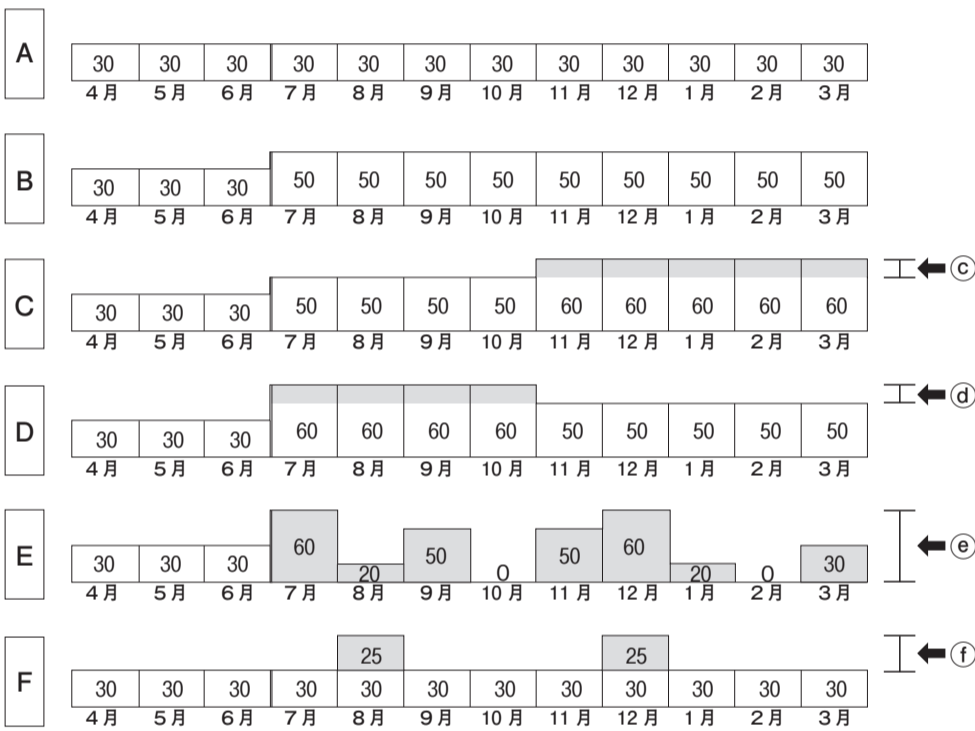 A
30 30 30 30 30 30 30 30 30 30 30 30
4月 5月 6月 7月 8月 9月 10月 11月 12月 1月 2月 3月
B
30 30 30 50 50 50 50 50 50 50 50 50
4月 5月 6月 7月 8月 9月 10月 11月 12月 1月 2月 3月
ⓒ
C
30 30 30 50 50 50 50 60 60 60 60 60
4月 5月 6月 7月 8月 9月 10月 11月 12月 1月 2月 3月
ⓓ
D
30 30 30 60 60 60 60 50 50 50 50 50
4月 5月 6月 7月 8月 9月 10月 11月 12月 1月 2月 3月
E
30 30 30 60 20 50 0 50 60 20 0 30
ⓔ
4月 5月 6月 7月 8月 9月 10月 11月 12月 1月 2月 3月
25 25
ⓕ
F
30 30 30 30 30 30 30 30 30 30 30 30
4月 5月 6月 7月 8月 9月 10月 11月 12月 1月 2月 3月